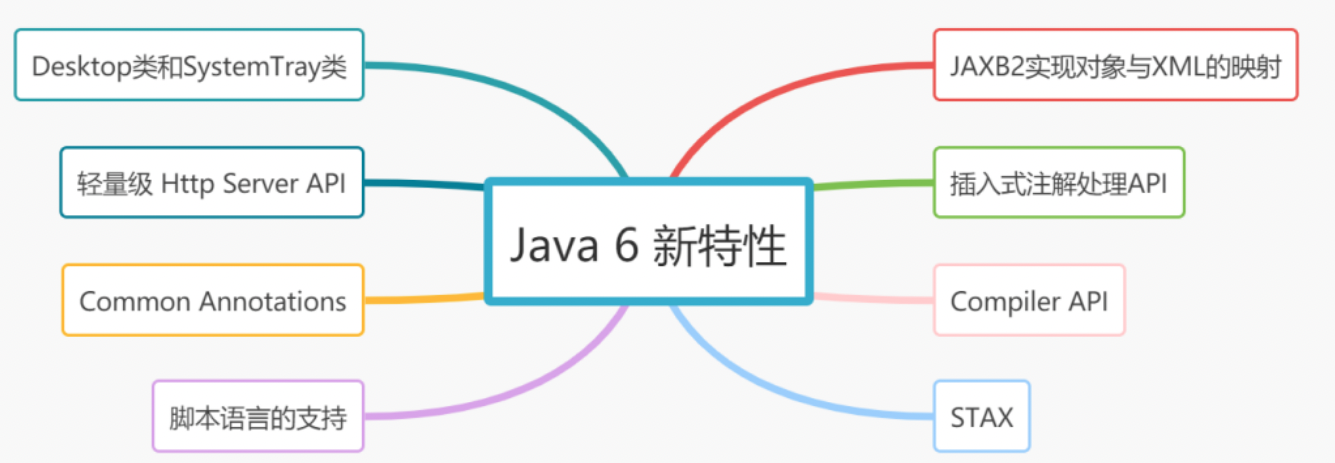 Desktop类和SystemTray类
JAXB2实现对象与XML的映射
轻量级 Http Server API
插入式注解处理API
Java 6 新特性
Common Annotations
Compiler API
脚本语言的支持
STAX